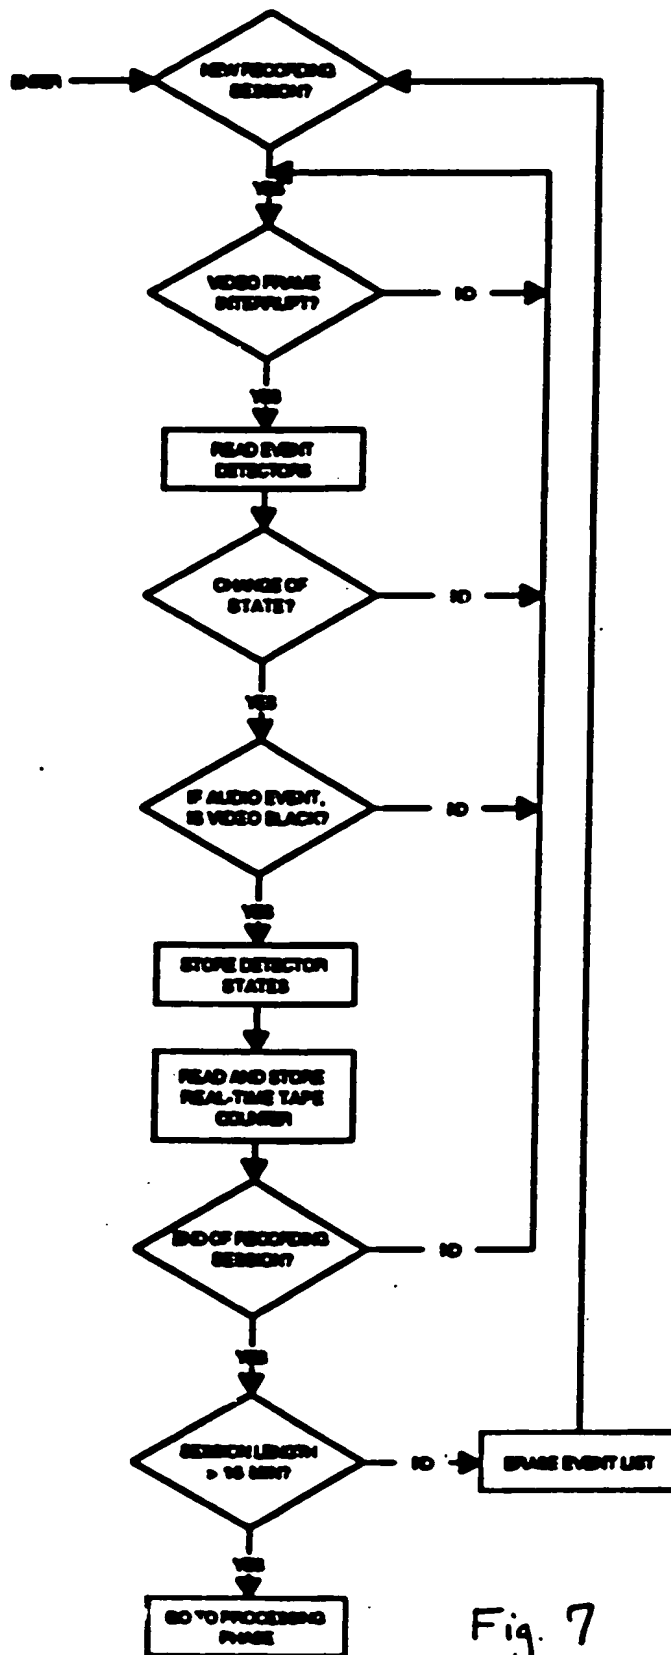 ENTER
NEW RECORDING
SESSION?
YES
VIDEO FRAME
INTERRUPT?
NO
YES
READ EVENT
DETECTORS
CHANGE OF
STATE?
NO
YES
IF AUDIO EVENT,
IS VIDEO BLACK?
NO
YES
STORE DETECTOR
STATES
READ AND STORE
REAL-TIME TAPE
COUNTER
END OF RECORDING
SESSION?
NO
YES
SESSION LENGTH
> MIN?
NO
ERASE EVENT LIST
YES
GO TO PROCESSING
PHASE
Fig. 7